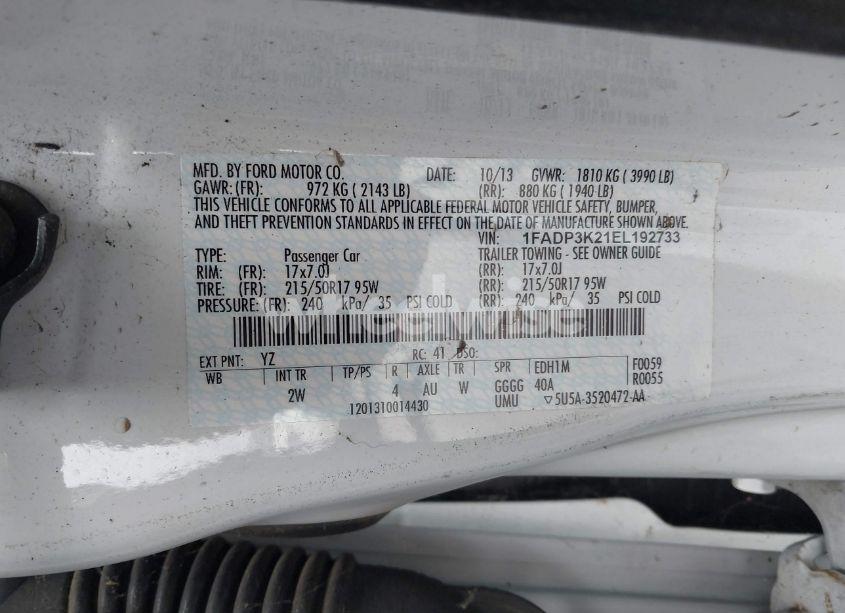 MFD. BY FORD MOTOR CO. DATE: 10/13 GVWR: 1810 KG ( 3990 LB)
GAWR: (FR): 972 KG ( 2143 LB) (RR): 880 KG ( 1940 LB)
THIS VEHICLE CONFORMS TO ALL APPLICABLE FEDERAL MOTOR VEHICLE SAFETY, BUMPER,
AND THEFT PREVENTION STANDARDS IN EFFECT ON THE DATE OF MANUFACTURE SHOWN ABOVE.
VIN: 1FADP3K21EL192733
TYPE: Passenger Car TRAILER TOWING - SEE OWNER GUIDE
RIM: (FR): 17x7.0J (RR): 17x7.0J
TIRE: (FR): 215/50R17 95W (RR): 215/50R17 95W
PRESSURE: (FR): 240 kPa/ 35 PSI COLD (RR): 240 kPa/ 35 PSI COLD
EXT PNT: YZ RC: 41 DSO:
WB INT TR TP/PS R AXLE TR SPR EDH1M F0059
2W 4 AU W GGGG 40A R0055
1201310014430 UMU ▽5U5A-3520472-AA